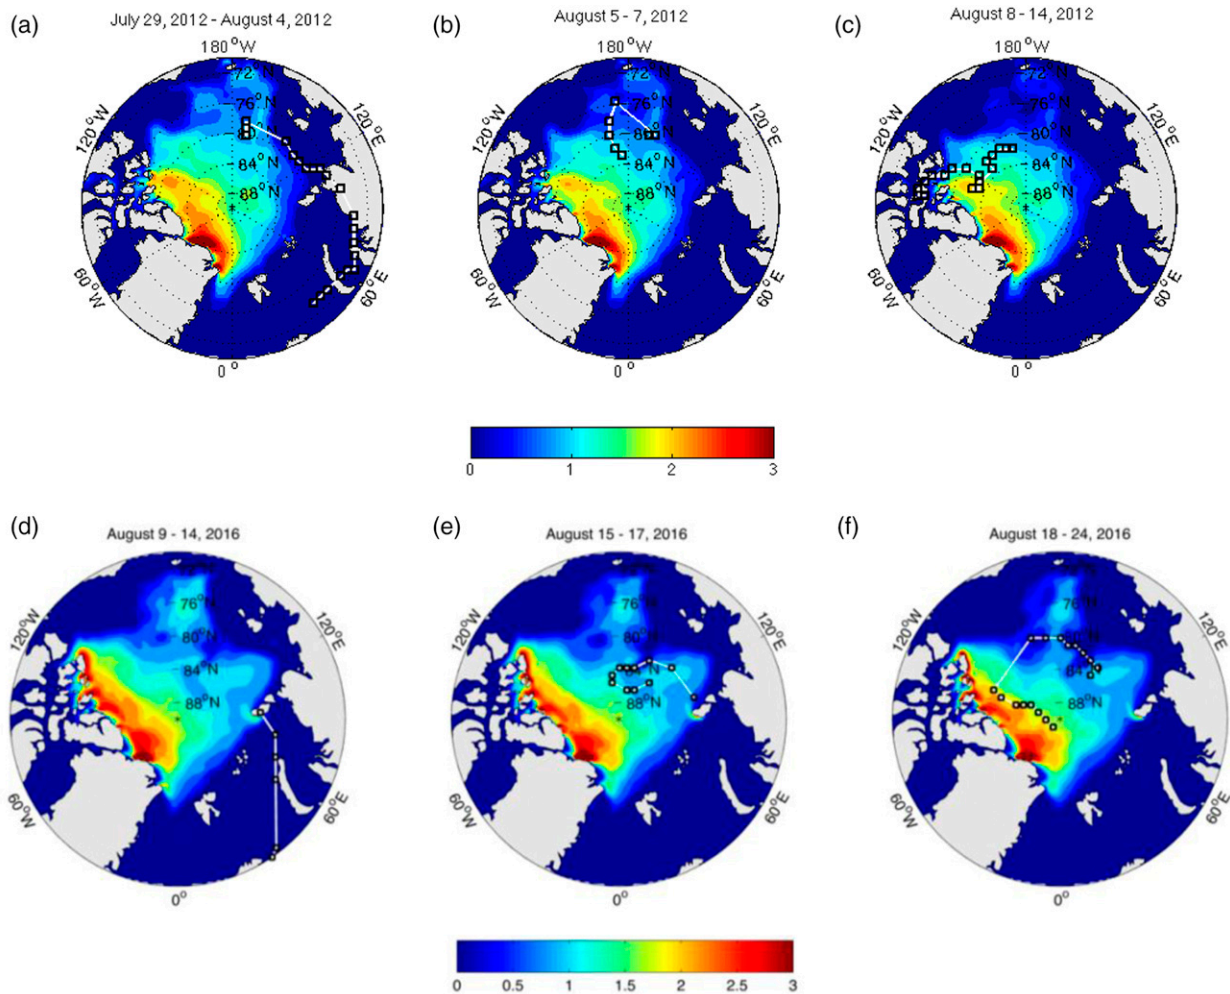 (a) July 29, 2012 - August 4, 2012
(b) August 5 - 7, 2012
(c) August 8 - 14, 2012
180°W 180°W 180°W
72°N 72°N 72°N
76°N 76°N 76°N
120°W 120°E 120°W 120°E 120°W 120°E
80°N 80°N 80°N
84°N 84°N 84°N
88°N 88°N 88°N
60°W 60°E 60°W 60°E 60°W 60°E
0° 0° 0°
0 1 2 3
(d) August 9 - 14, 2016
(e) August 15 - 17, 2016
(f) August 18 - 24, 2016
72°N 72°N 72°N
76°N 76°N 76°N
120°W 120°E 120°W 120°E 120°W 120°E
80°N 80°N 80°N
84°N 84°N 84°N
88°N 88°N 88°N
60°W 60°E 60°W 60°E 60°W 60°E
0° 0° 0°
0 0.5 1 1.5 2 2.5 3